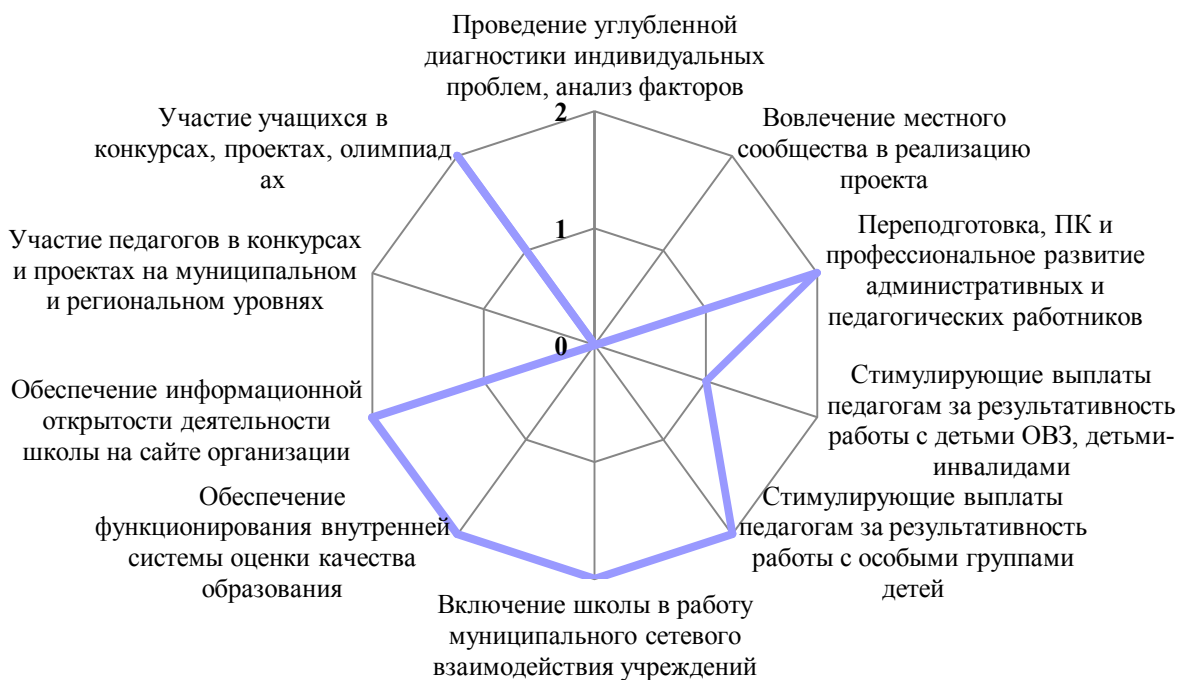 Проведение углубленной
диагностики индивидуальных
проблем, анализ факторов
Вовлечение местного
сообщества в реализацию
проекта
Переподготовка, ПК и
профессиональное развитие
административных и
педагогических работников
Стимулирующие выплаты
педагогам за результативность
работы с детьми ОВЗ, детьми-
инвалидами
Стимулирующие выплаты
педагогам за результативность
работы с особыми группами
детей
Включение школы в работу
муниципального сетевого
взаимодействия учреждений
Обеспечение
функционирования внутренней
системы оценки качества
образования
Обеспечение информационной
открытости деятельности
школы на сайте организации
Участие педагогов в конкурсах
и проектах на муниципальном
и региональном уровнях
Участие учащихся в
конкурсах, проектах, олимпиад
ах
2
1
0